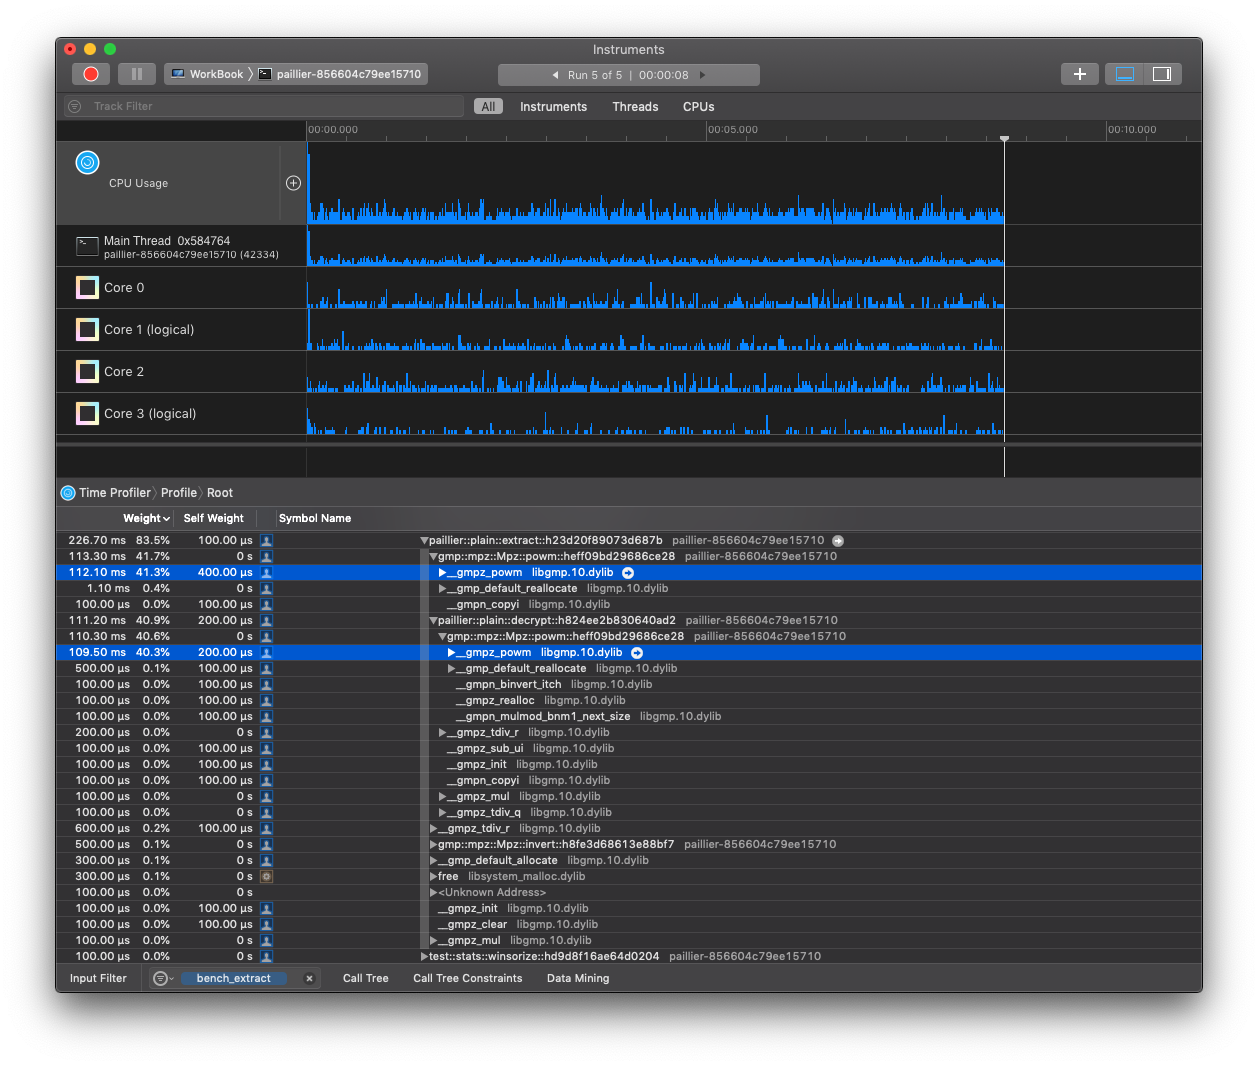 Instruments
WorkBook paillier-856604c79ee15710
Run 5 of 5 | 00:00:08
Track Filter All Instruments Threads CPUs
00:00.000 00:05.000 00:10.000
CPU Usage
Main Thread 0x584764
paillier-856604c79ee15710 (42334)
Core 0
Core 1 (logical)
Core 2
Core 3 (logical)
Time Profiler Profile Root
Weight Self Weight Symbol Name
226.70 ms 83.5% 100.00 µs paillier::plain::extract::h23d20f89073d687b paillier-856604c79ee15710
113.30 ms 41.7% 0 s gmp::mpz::Mpz::powm::heff09bd29686ce28 paillier-856604c79ee15710
112.10 ms 41.3% 400.00 µs __gmpz_powm libgmp.10.dylib
1.10 ms 0.4% 0 s __gmp_default_reallocate libgmp.10.dylib
100.00 µs 0.0% 100.00 µs __gmpn_copyi libgmp.10.dylib
111.20 ms 40.9% 200.00 µs paillier::plain::decrypt::h824ee2b830640ad2 paillier-856604c79ee15710
110.30 ms 40.6% 0 s gmp::mpz::Mpz::powm::heff09bd29686ce28 paillier-856604c79ee15710
109.50 ms 40.3% 200.00 µs __gmpz_powm libgmp.10.dylib
500.00 µs 0.1% 100.00 µs __gmp_default_reallocate libgmp.10.dylib
100.00 µs 0.0% 100.00 µs __gmpn_binvert_itch libgmp.10.dylib
100.00 µs 0.0% 100.00 µs __gmpz_realloc libgmp.10.dylib
100.00 µs 0.0% 100.00 µs __gmpn_mulmod_bnm1_next_size libgmp.10.dylib
200.00 µs 0.0% 0 s __gmpz_tdiv_r libgmp.10.dylib
100.00 µs 0.0% 100.00 µs __gmpz_sub_ui libgmp.10.dylib
100.00 µs 0.0% 100.00 µs __gmpz_init libgmp.10.dylib
100.00 µs 0.0% 100.00 µs __gmpn_copyi libgmp.10.dylib
100.00 µs 0.0% 0 s __gmpz_mul libgmp.10.dylib
100.00 µs 0.0% 0 s __gmpz_tdiv_q libgmp.10.dylib
600.00 µs 0.2% 100.00 µs __gmpz_tdiv_r libgmp.10.dylib
500.00 µs 0.1% 0 s gmp::mpz::Mpz::invert::h8fe3d68613e88bf7 paillier-856604c79ee15710
300.00 µs 0.1% 0 s __gmp_default_allocate libgmp.10.dylib
300.00 µs 0.1% 0 s free libsystem_malloc.dylib
100.00 µs 0.0% 0 s <Unknown Address>
100.00 µs 0.0% 100.00 µs __gmpz_init libgmp.10.dylib
100.00 µs 0.0% 100.00 µs __gmpz_clear libgmp.10.dylib
100.00 µs 0.0% 0 s __gmpz_mul libgmp.10.dylib
100.00 µs 0.0% 0 s test::stats::winsorize::hd9d8f16ae64d0204 paillier-856604c79ee15710
Input Filter bench_extract Call Tree Call Tree Constraints Data Mining